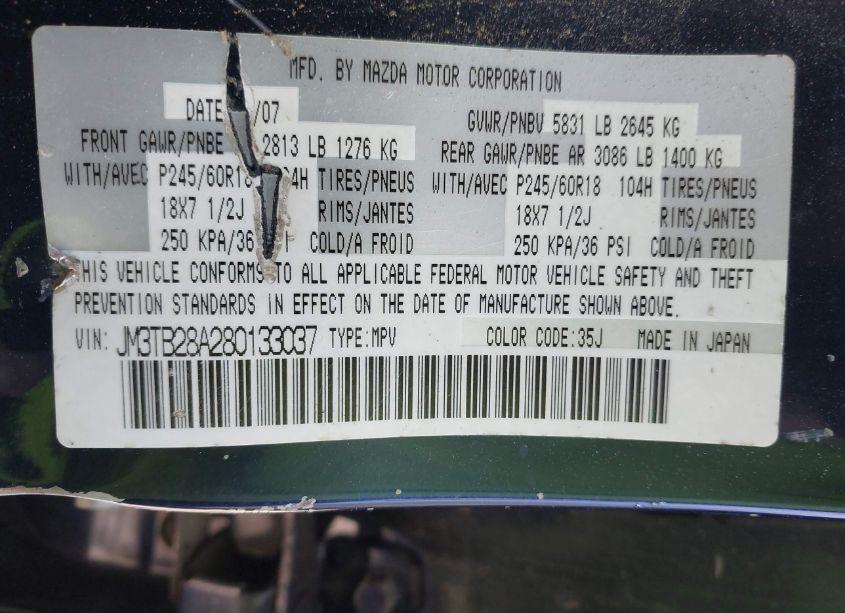 MFD. BY MAZDA MOTOR CORPORATION
DATE /07 GVWR/PNBV 5831 LB 2645 KG
FRONT GAWR/PNBE 2813 LB 1276 KG REAR GAWR/PNBE AR 3086 LB 1400 KG
WITH/AVEC P245/60R18 104H TIRES/PNEUS WITH/AVEC P245/60R18 104H TIRES/PNEUS
18X7 1/2J RIMS/JANTES 18X7 1/2J RIMS/JANTES
250 KPA/36 PSI COLD/A FROID 250 KPA/36 PSI COLD/A FROID
THIS VEHICLE CONFORMS TO ALL APPLICABLE FEDERAL MOTOR VEHICLE SAFETY AND THEFT
PREVENTION STANDARDS IN EFFECT ON THE DATE OF MANUFACTURE SHOWN ABOVE.
VIN: JM3TB28A280133037 TYPE:MPV COLOR CODE:35J MADE IN JAPAN